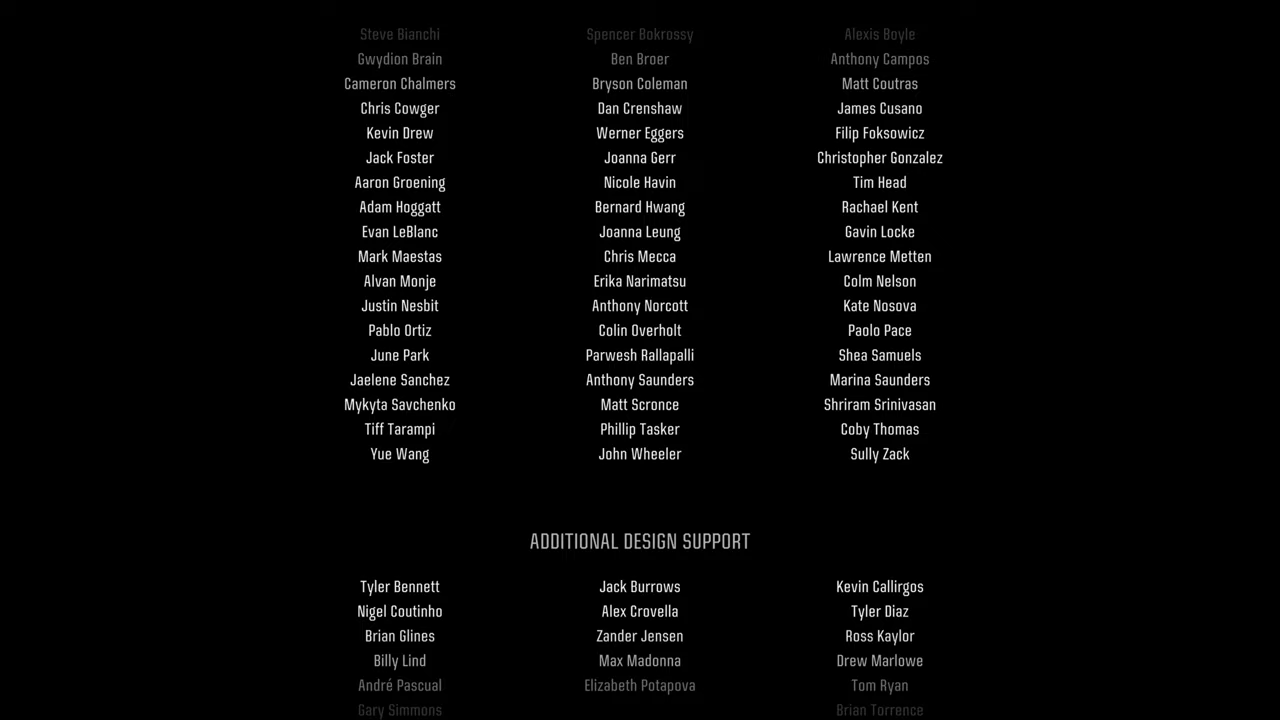 Steve Bianchi Spencer Bokrossy Alexis Boyle
Gwydion Brain Ben Broer Anthony Campos
Cameron Chalmers Bryson Coleman Matt Coutras
Chris Cowger Dan Crenshaw James Cusano
Kevin Drew Werner Eggers Filip Foksowicz
Jack Foster Joanna Gerr Christopher Gonzalez
Aaron Groening Nicole Havin Tim Head
Adam Hoggatt Bernard Hwang Rachael Kent
Evan LeBlanc Joanna Leung Gavin Locke
Mark Maestas Chris Mecca Lawrence Metten
Alvan Monje Erika Narimatsu Colm Nelson
Justin Nesbit Anthony Norcott Kate Nosova
Pablo Ortiz Colin Overholt Paolo Pace
June Park Parwesh Rallapalli Shea Samuels
Jaelene Sanchez Anthony Saunders Marina Saunders
Mykyta Savchenko Matt Scronce Shriram Srinivasan
Tiff Tarampi Phillip Tasker Coby Thomas
Yue Wang John Wheeler Sully Zack
ADDITIONAL DESIGN SUPPORT
Tyler Bennett Jack Burrows Kevin Callirgos
Nigel Coutinho Alex Crovella Tyler Diaz
Brian Glines Zander Jensen Ross Kaylor
Billy Lind Max Madonna Drew Marlowe
André Pascual Elizabeth Potapova Tom Ryan
Gary Simmons Brian Torrence